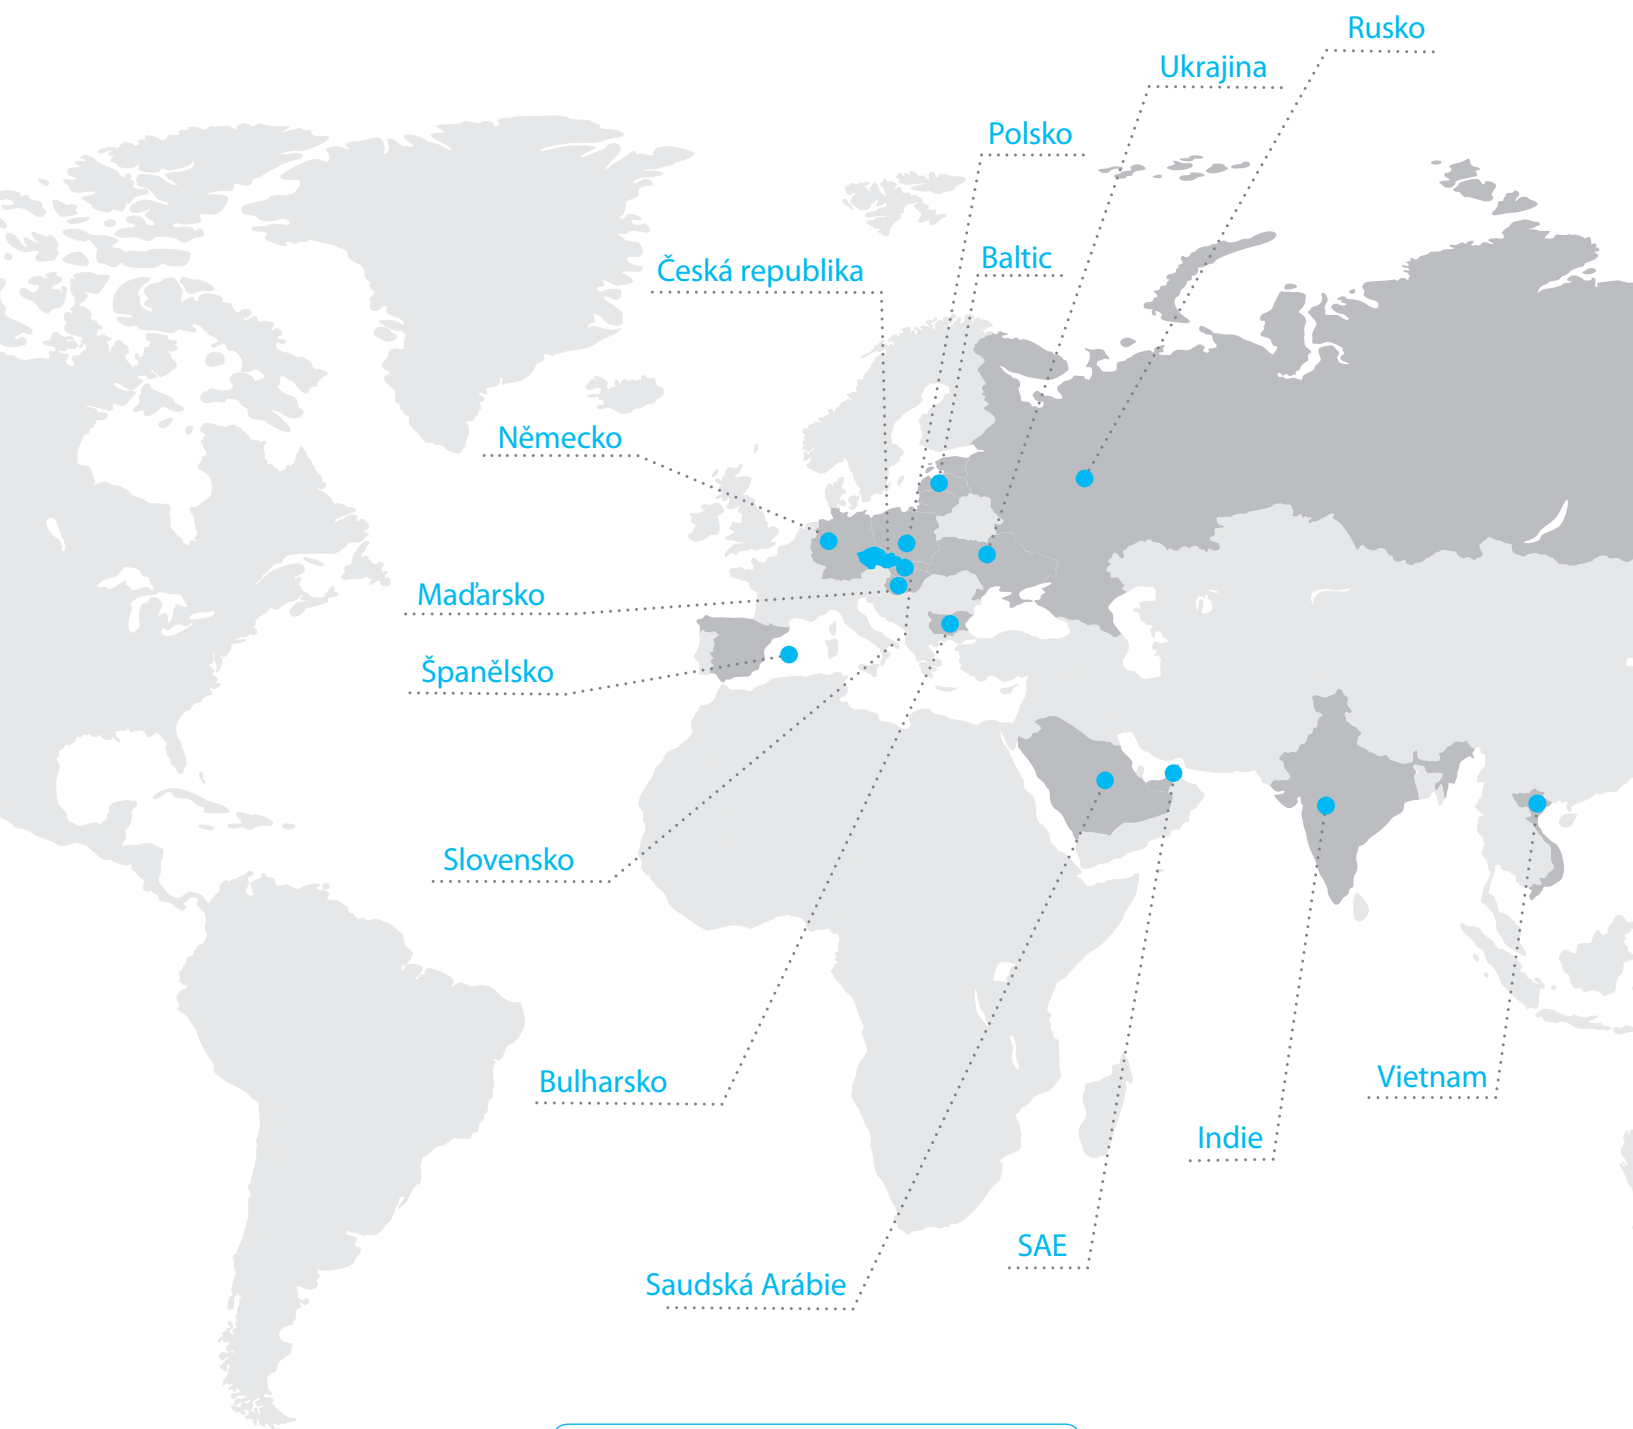 Rusko
Ukrajina
Polsko
Baltic
Česká republika
Německo
Maďarsko
Španělsko
Slovensko
Bulharsko
Vietnam
Indie
SAE
Saudská Arábie